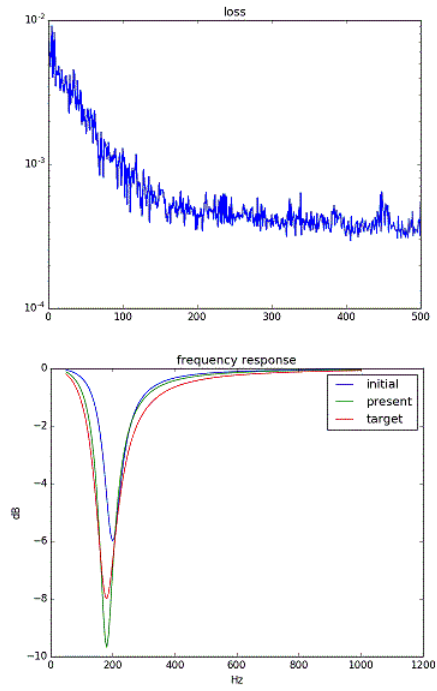 loss
10^-2
10^-3
10^-4
0 100 200 300 400 500
frequency response
initial
present
target
0
−2
−4
−6
−8
−10
dB
0 200 400 600 800 1000 1200
Hz